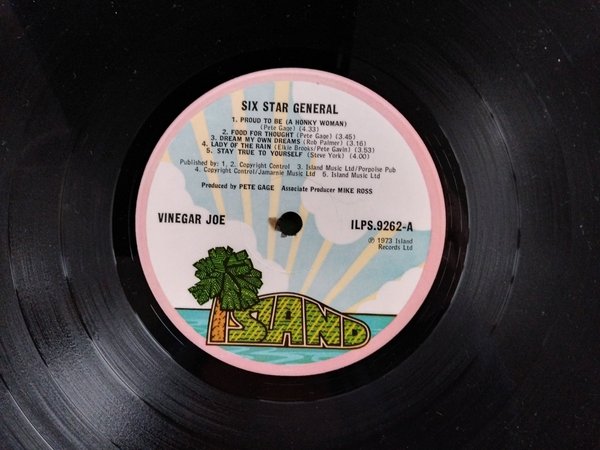 SIX STAR GENERAL
1. PROUD TO BE (A HONKY WOMAN)
(Pete Gage) (4.33)
2. FOOD FOR THOUGHT (Pete Gage) (3.45)
3. DREAM MY OWN DREAMS (Rob Palmer) (3.16)
4. LADY OF THE RAIN (Elkie Brooks/Pete Gavin) (3.53)
5. STAY TRUE TO YOURSELF (Steve York) (4.00)
Published by: 1, 2. Copyright Control 3. Island Music Ltd/Porpoise Pub
4. Copyright Control/Jamarnie Music Ltd 5. Island Music Ltd
Produced by PETE GAGE Associate Producer MIKE ROSS
VINEGAR JOE
ILPS.9262-A
℗ 1973 Island
Records Ltd
ISLAND